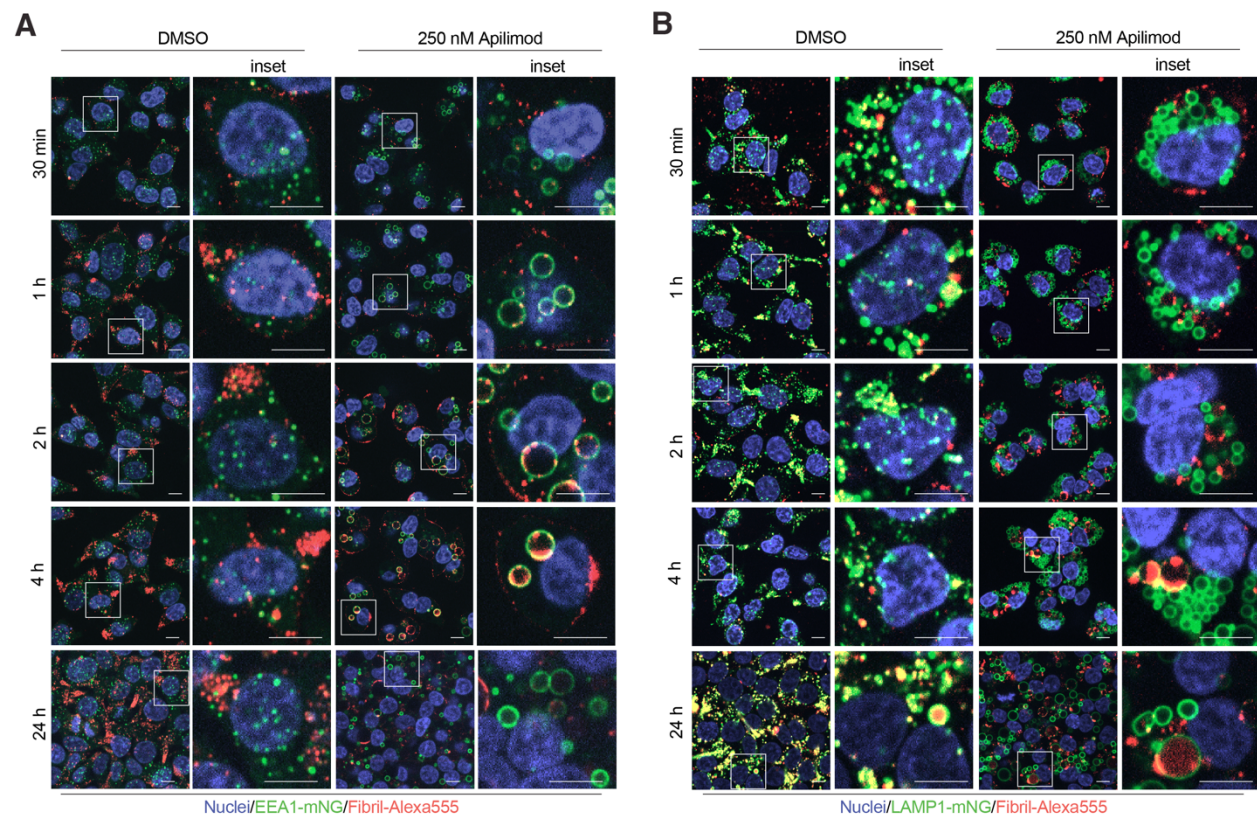 A
DMSO
250 nM Apilimod
inset
inset
30 min
1 h
2 h
4 h
24 h
Nuclei/EEA1-mNG/Fibril-Alexa555
B
DMSO
250 nM Apilimod
inset
inset
30 min
1 h
2 h
4 h
24 h
Nuclei/LAMP1-mNG/Fibril-Alexa555